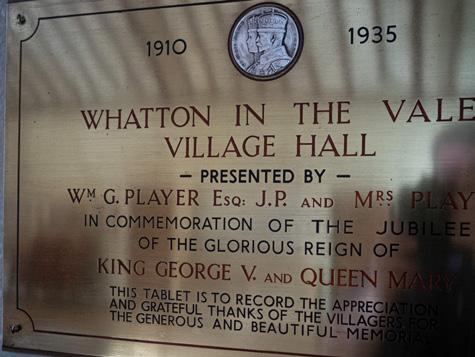 1910 1935
WHATTON IN THE VALE
VILLAGE HALL
— PRESENTED BY —
WM G. PLAYER ESQ: J.P. AND MRS PLAY
IN COMMEMORATION OF THE JUBILEE
OF THE GLORIOUS REIGN OF
KING GEORGE V. AND QUEEN MARY
THIS TABLET IS TO RECORD THE APPRECIATION
AND GRATEFUL THANKS OF THE VILLAGERS FOR
THE GENEROUS AND BEAUTIFUL MEMORIAL